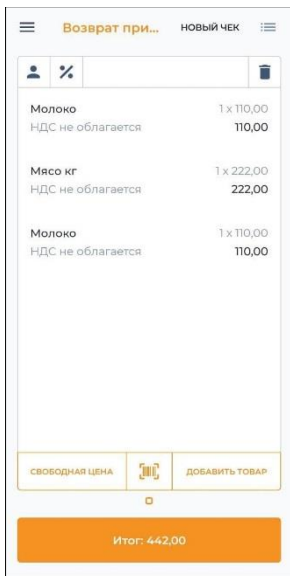 Возврат при...
НОВЫЙ ЧЕК
Молоко 1 x 110,00
НДС не облагается 110,00
Мясо кг 1 x 222,00
НДС не облагается 222,00
Молоко 1 x 110,00
НДС не облагается 110,00
СВОБОДНАЯ ЦЕНА
ДОБАВИТЬ ТОВАР
Итог: 442,00